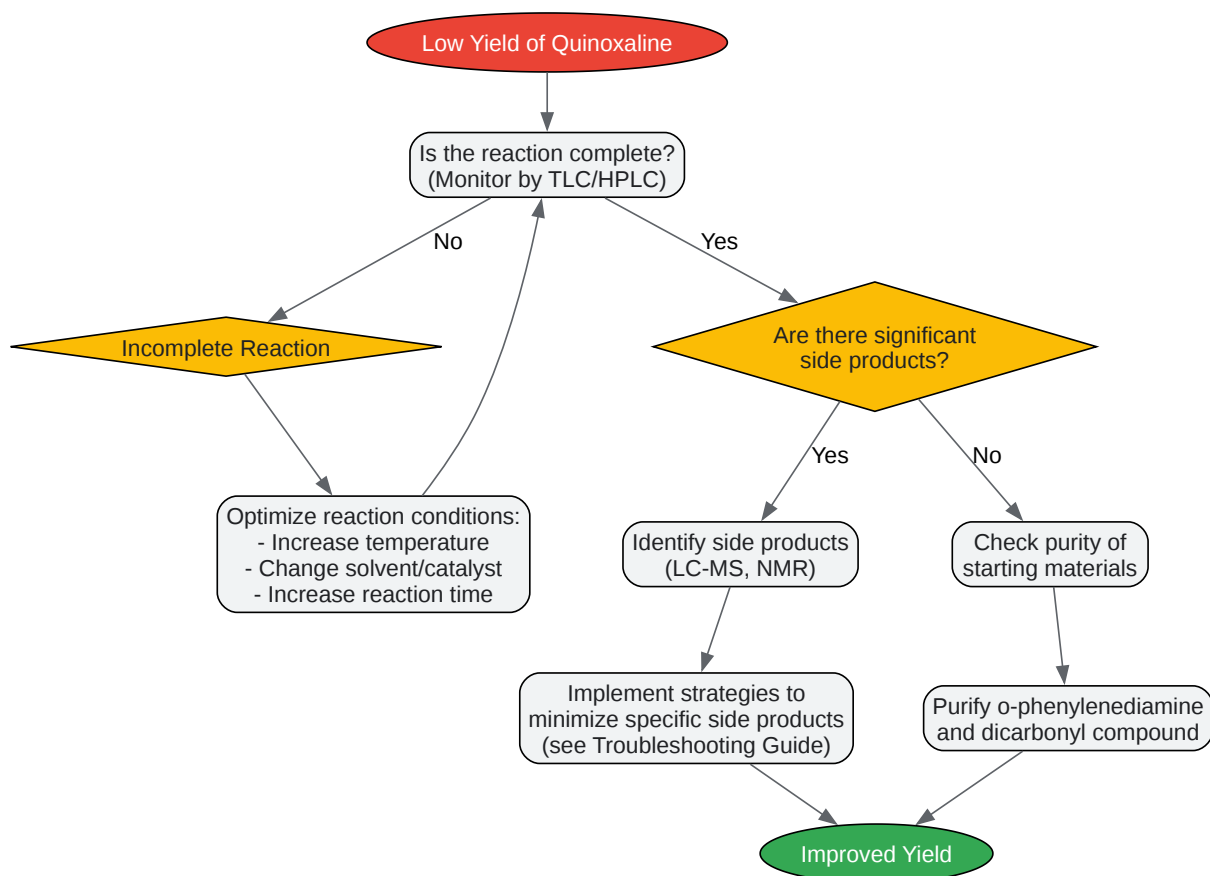 Low Yield of Quinoxaline
Is the reaction complete?
(Monitor by TLC/HPLC)
No
Yes
Incomplete Reaction
Are there significant
side products?
Yes
No
Optimize reaction conditions:
- Increase temperature
- Change solvent/catalyst
- Increase reaction time
Identify side products
(LC-MS, NMR)
Check purity of
starting materials
Implement strategies to
minimize specific side products
(see Troubleshooting Guide)
Purify o-phenylenediamine
and dicarbonyl compound
Improved Yield